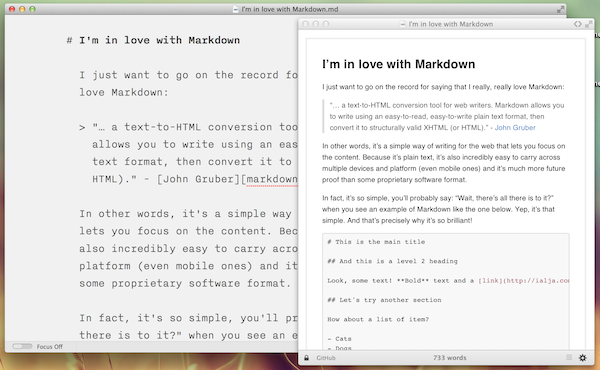 I'm in love with Markdown.md
# I'm in love with Markdown
I just want to go on the record fo
love Markdown:
> "… a text-to-HTML conversion too
allows you to write using an eas
text format, then convert it to
HTML)." - [John Gruber][markdown
In other words, it's a simple way
lets you focus on the content. Bec
also incredibly easy to carry acro
platform (even mobile ones) and it
some proprietary software format.
In fact, it's so simple, you'll pr
there is to it?" when you see an e
Focus Off
I'm in love with Markdown
I'm in love with Markdown
I just want to go on the record for saying that I really, really love Markdown:
"… a text-to-HTML conversion tool for web writers. Markdown allows you
to write using an easy-to-read, easy-to-write plain text format, then
convert it to structurally valid XHTML (or HTML)." - John Gruber
In other words, it's a simple way of writing for the web that lets you focus on
the content. Because it's plain text, it's also incredibly easy to carry across
multiple devices and platform (even mobile ones) and it's much more future
proof than some proprietary software format.
In fact, it's so simple, you'll probably say: "Wait, there's all there is to it?"
when you see an example of Markdown like the one below. Yep, it's that
simple. And that's precisely why it's so brilliant!
# This is the main title
## And this is a level 2 heading
Look, some text! **Bold** text and a [link](http://ialja.co
## Let's try another section
How about a list of item?
- Cats
- Dogs
GitHub
733 words